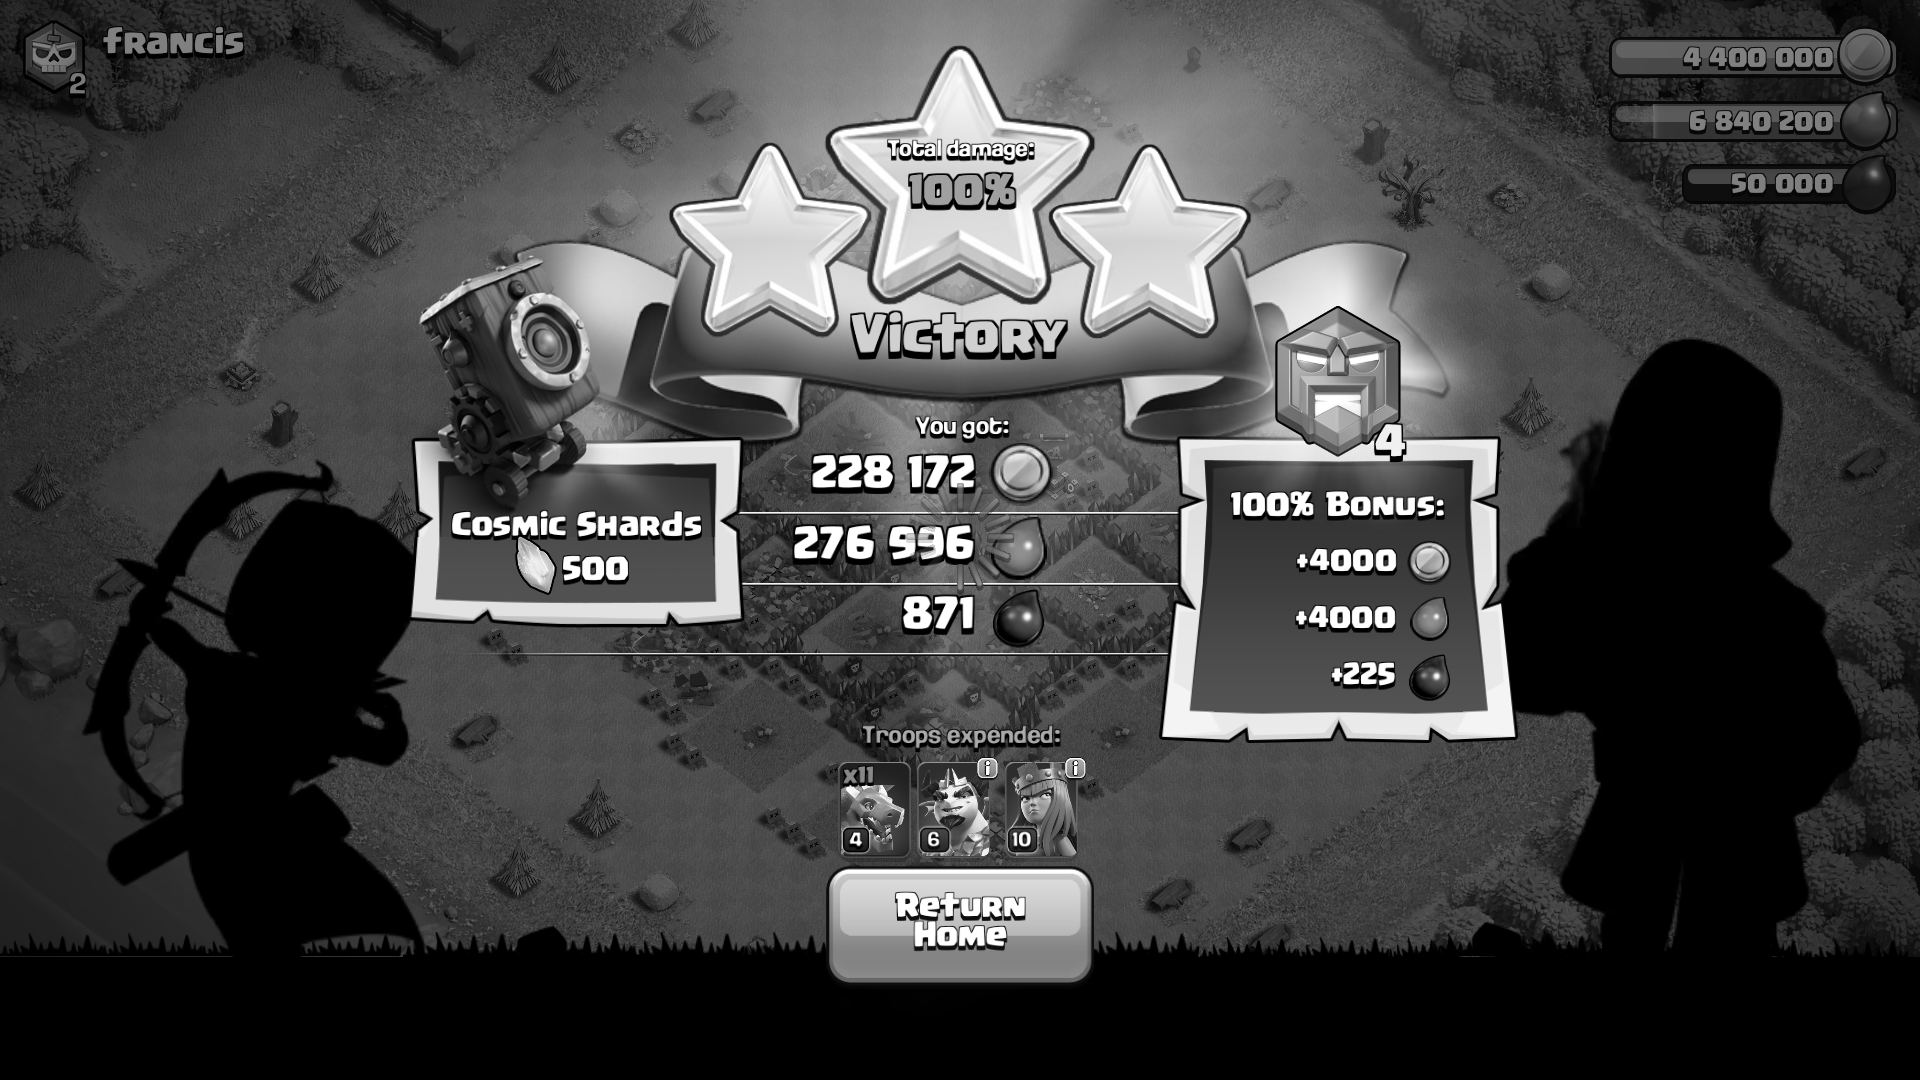 francis
2
4 400 000
6 840 200
50 000
Total damage:
100%
Victory
You got:
228 172
276 996
871
Cosmic Shards
500
4
100% Bonus:
+4000
+4000
+225
Troops expended:
x11
4
i
6
i
10
Return
Home